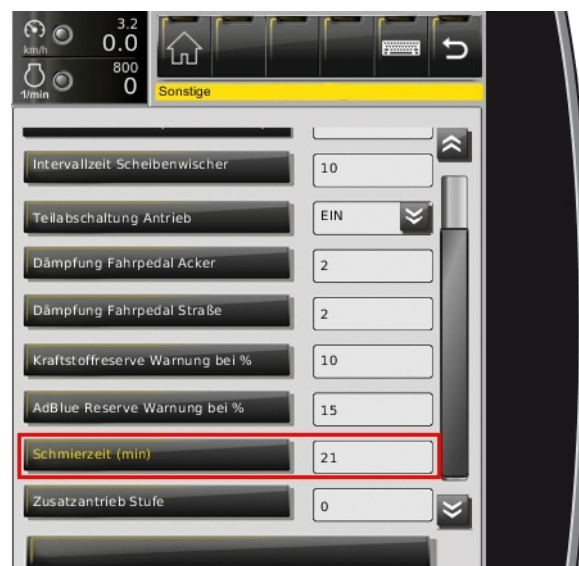 3.2
km/h 0.0
800
1/min 0
Sonstige
Intervallzeit Scheibenwischer 10
Teilabschaltung Antrieb EIN
Dämpfung Fahrpedal Acker 2
Dämpfung Fahrpedal Straße 2
Kraftstoffreserve Warnung bei % 10
AdBlue Reserve Warnung bei % 15
Schmierzeit (min) 21
Zusatzantrieb Stufe 0